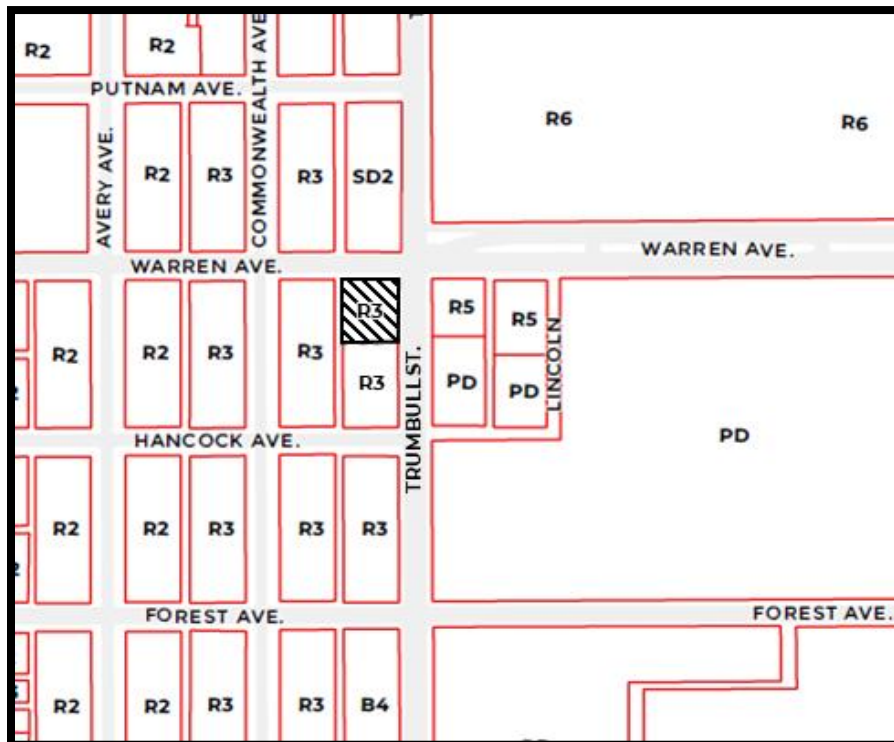 R2
R2
COMMONWEALTH AVE
R6
R6
PUTNAM AVE.
AVERY AVE.
R2
R3
R3
SD2
WARREN AVE.
WARREN AVE.
R3
R5
R5
LINCOLN
R2
R2
R3
R3
R3
TRUMBULL ST.
PD
PD
PD
HANCOCK AVE.
R2
R2
R3
R3
R3
FOREST AVE.
FOREST AVE.
R2
R2
R3
R3
B4